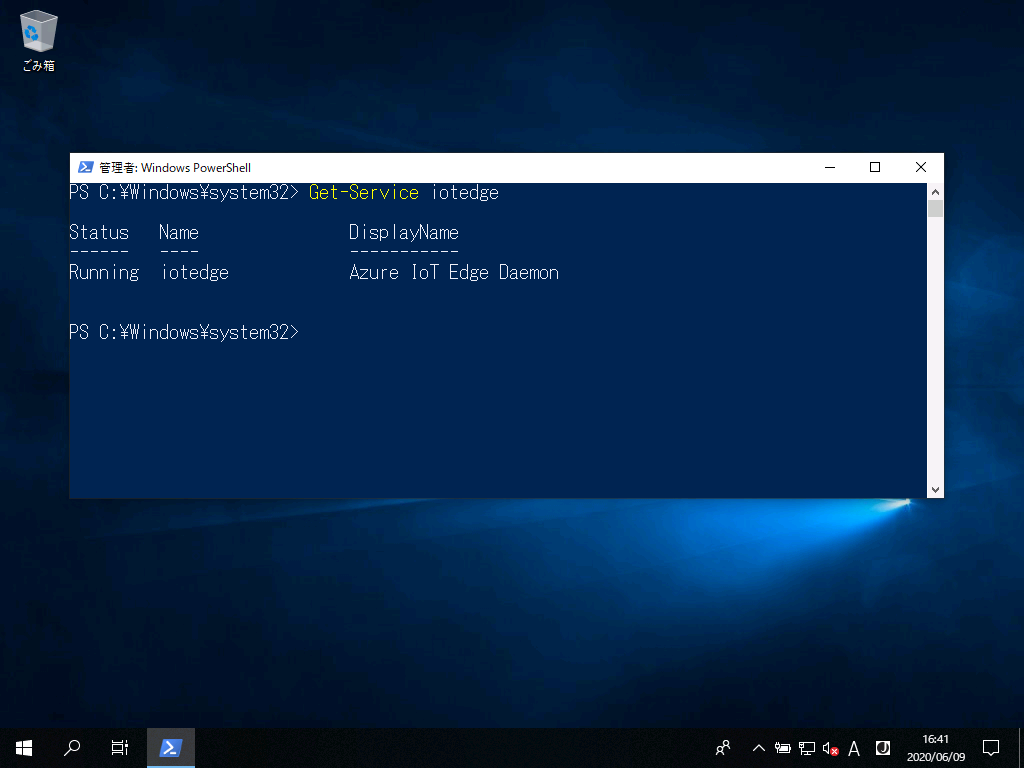 ごみ箱
管理者: Windows PowerShell
PS C:¥Windows¥system32> Get-Service iotedge
Status   Name               DisplayName
------   ----               -----------
Running  iotedge            Azure IoT Edge Daemon
PS C:¥Windows¥system32>
A
J
16:41
2020/06/09